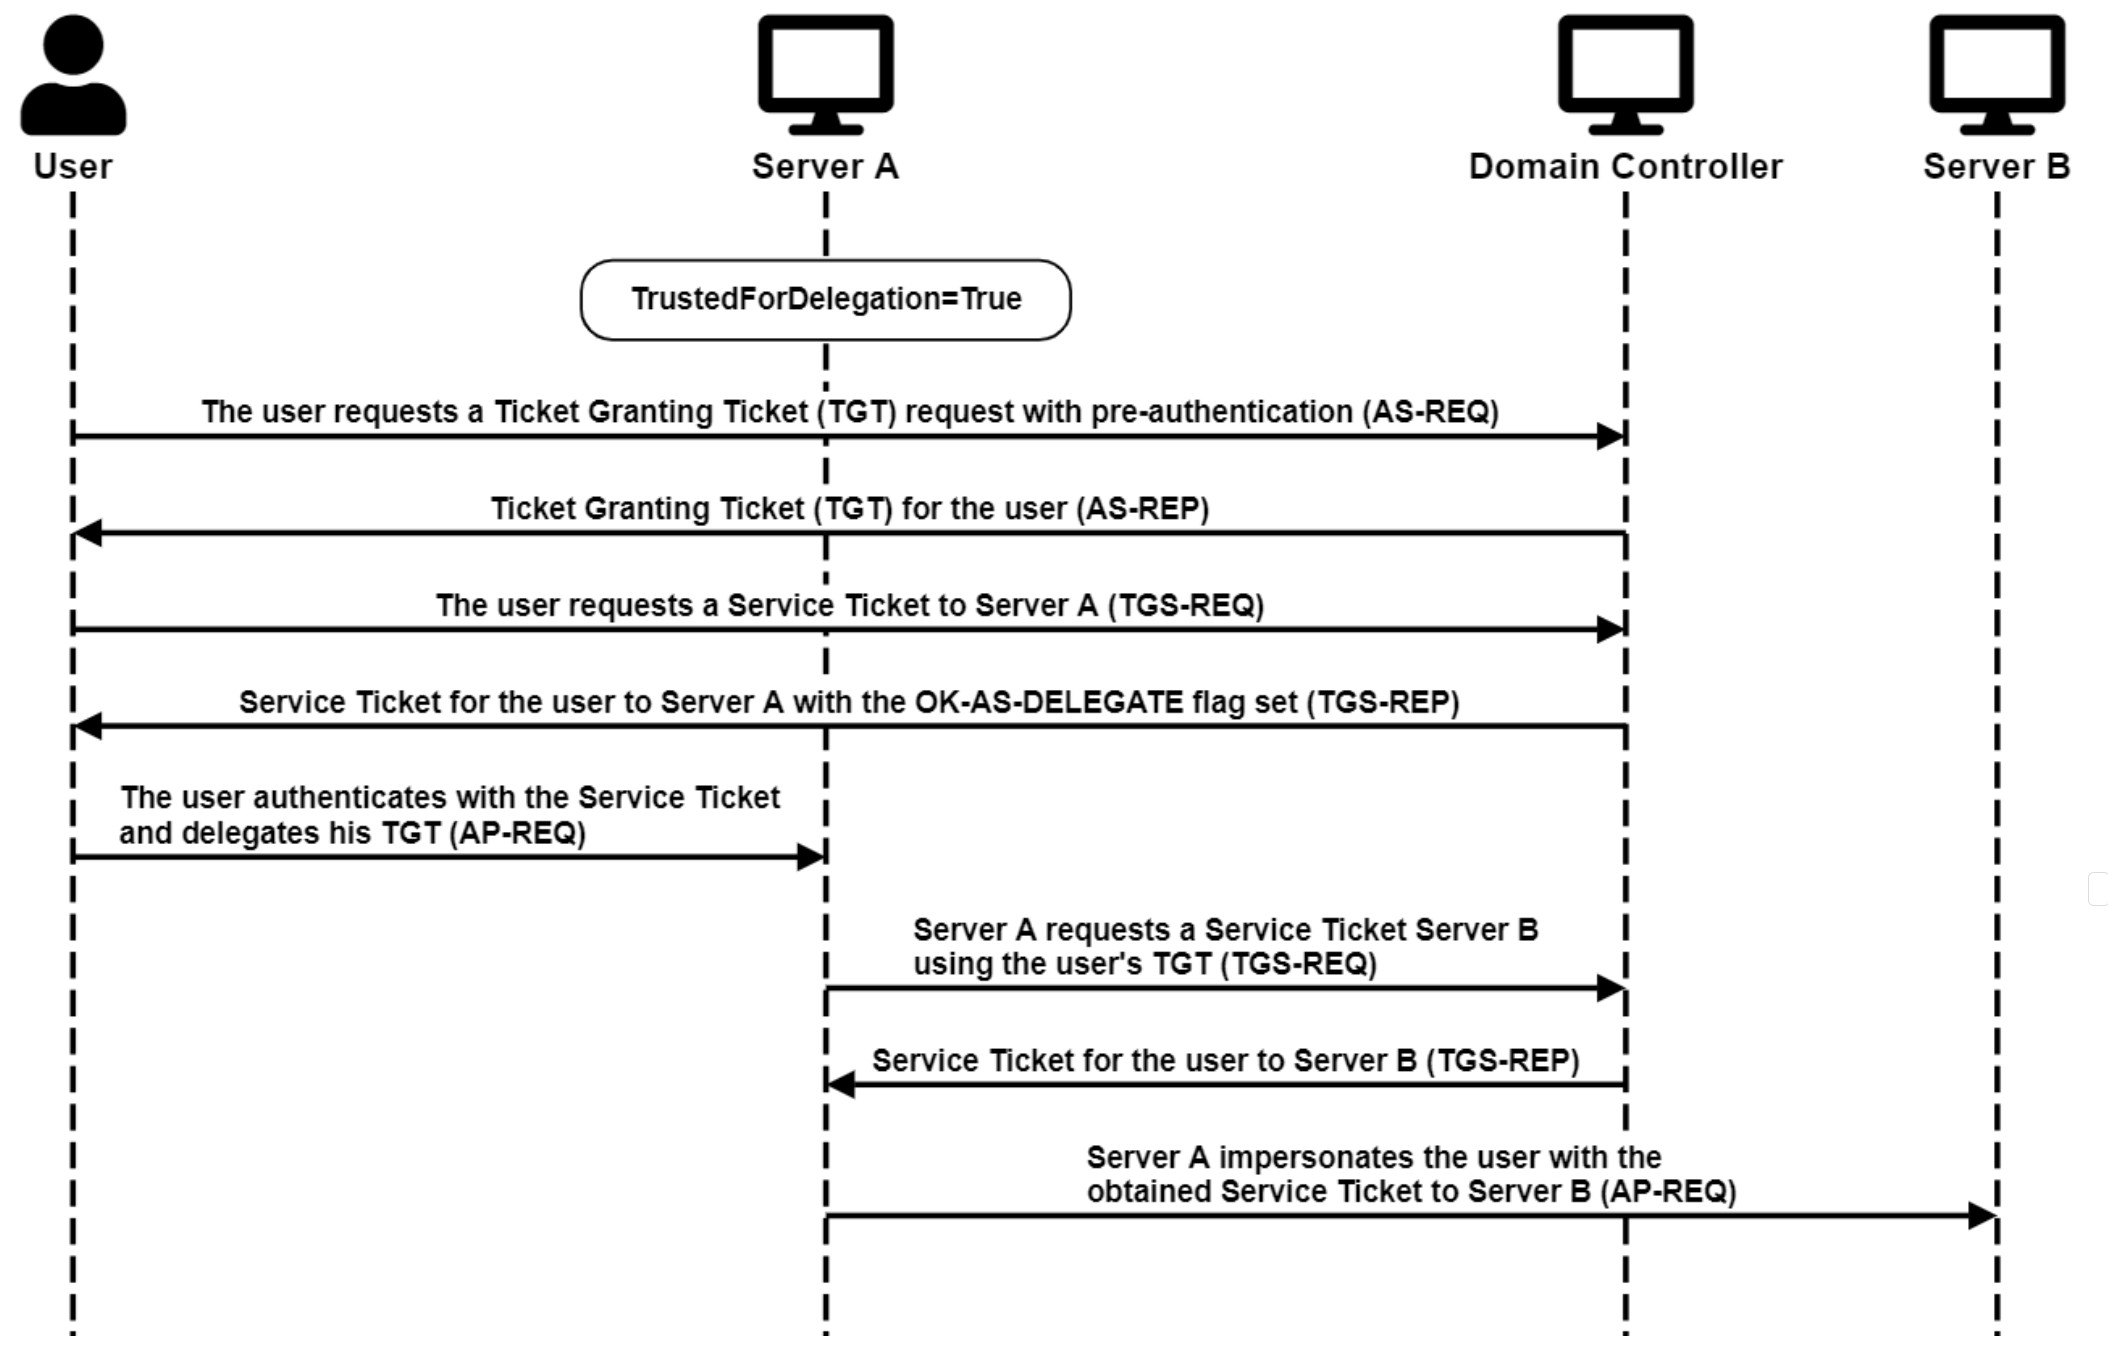 User
Server A
Domain Controller
Server B
TrustedForDelegation=True
The user requests a Ticket Granting Ticket (TGT) request with pre-authentication (AS-REQ)
Ticket Granting Ticket (TGT) for the user (AS-REP)
The user requests a Service Ticket to Server A (TGS-REQ)
Service Ticket for the user to Server A with the OK-AS-DELEGATE flag set (TGS-REP)
The user authenticates with the Service Ticket
and delegates his TGT (AP-REQ)
Server A requests a Service Ticket Server B
using the user's TGT (TGS-REQ)
Service Ticket for the user to Server B (TGS-REP)
Server A impersonates the user with the
obtained Service Ticket to Server B (AP-REQ)